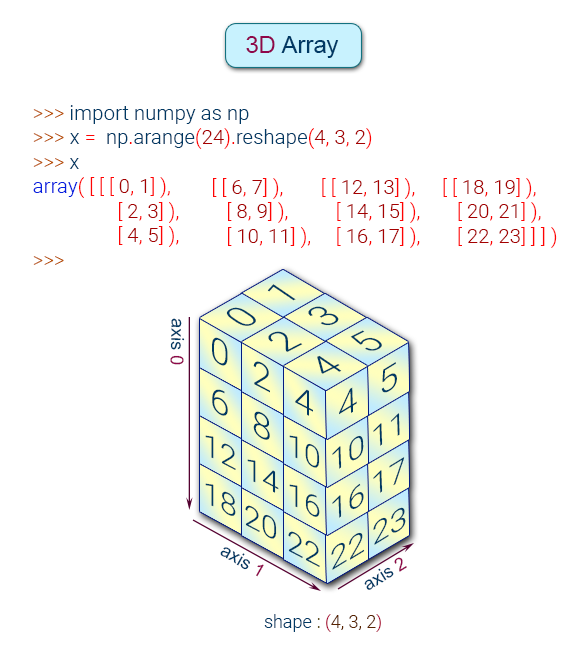 3D Array
>>> import numpy as np
>>> x =  np.arange(24).reshape(4, 3, 2)
>>> x
array( [ [ [ 0, 1] ),    [ [ 6, 7] ),    [ [ 12, 13] ),    [ [ 18, 19] ),
[ 2, 3] ),    [ 8, 9] ),    [ 14, 15] ),    [ 20, 21] ),
[ 4, 5] ),    [ 10, 11] ),    [ 16, 17] ),    [ 22, 23] ] ] )
>>>
0 1
2 3
4 5
0 2 4 4 5
6 8 10 10 11
12 14 16 16 17
18 20 22 22 23
axis 0
axis 1
axis 2
shape : (4, 3, 2)